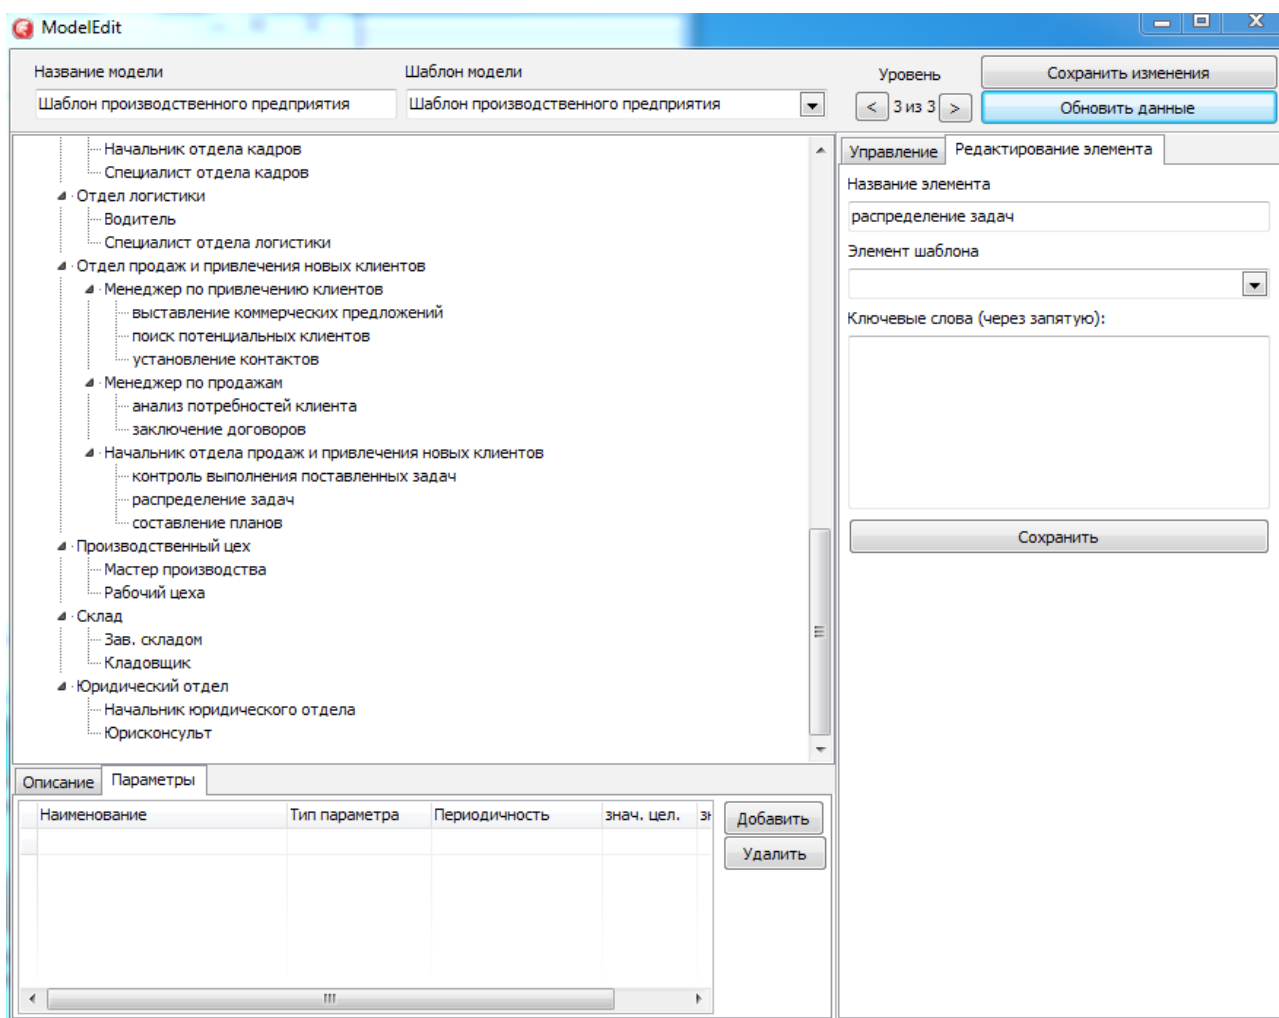 ModelEdit
Название модели
Шаблон модели
Уровень
Сохранить изменения
Шаблон производственного предприятия
Шаблон производственного предприятия
< 3 из 3 >
Обновить данные
Начальник отдела кадров
Специалист отдела кадров
Отдел логистики
Водитель
Специалист отдела логистики
Отдел продаж и привлечения новых клиентов
Менеджер по привлечению клиентов
выставление коммерческих предложений
поиск потенциальных клиентов
установление контактов
Менеджер по продажам
анализ потребностей клиента
заключение договоров
Начальник отдела продаж и привлечения новых клиентов
контроль выполнения поставленных задач
распределение задач
составление планов
Производственный цех
Мастер производства
Рабочий цеха
Склад
Зав. складом
Кладовщик
Юридический отдел
Начальник юридического отдела
Юрисконсульт
Управление
Редактирование элемента
Название элемента
распределение задач
Элемент шаблона
Ключевые слова (через запятую):
Сохранить
Описание
Параметры
Наименование
Тип параметра
Периодичность
знач. цел.
Добавить
Удалить